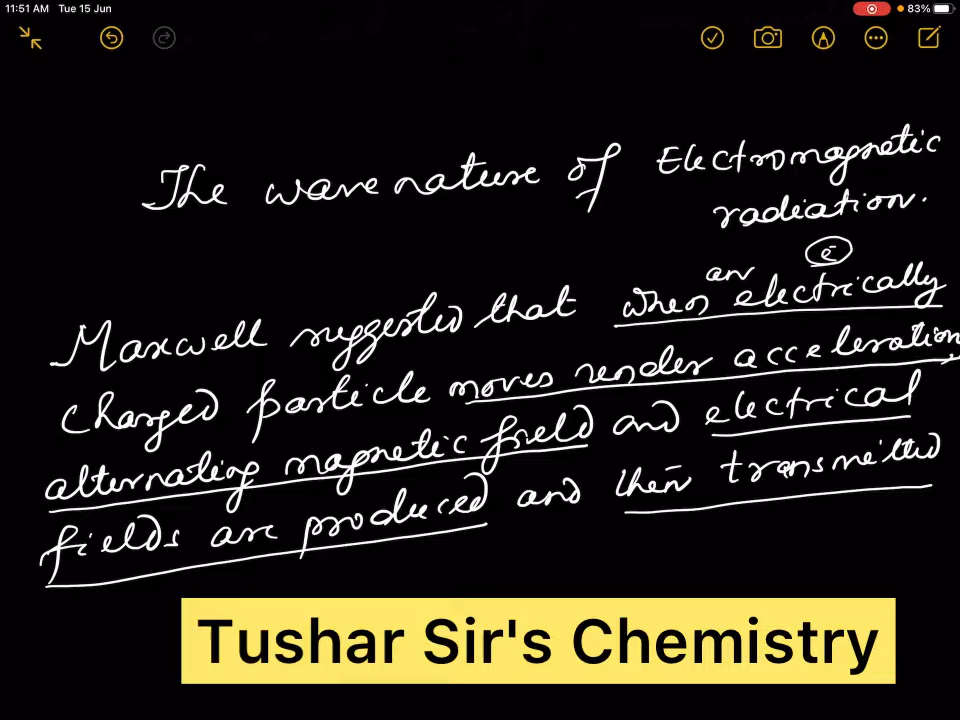 11:51 AM Tue 15 Jun
83%
The wave nature of Electromagnetic
radiation.
e-
an
Maxwell suggested that when electrically
charged particle moves render acceleration,
alternating magnetic field and electrical
fields are produced and then transmitted
Tushar Sir's Chemistry